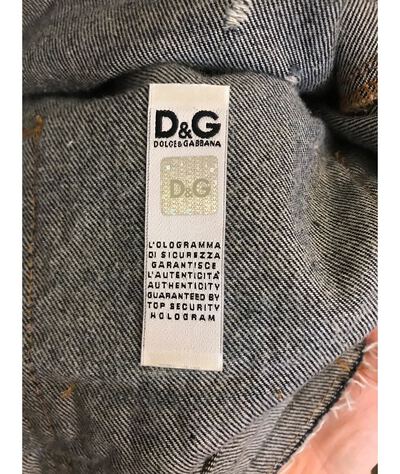 D&G
DOLCE&GABBANA
D&G
L'OLOGRAMMA
DI SICUREZZA
GARANTISCE
L'AUTENTICITÀ
AUTHENTICITY
GUARANTEED BY
TOP SECURITY
HOLOGRAM